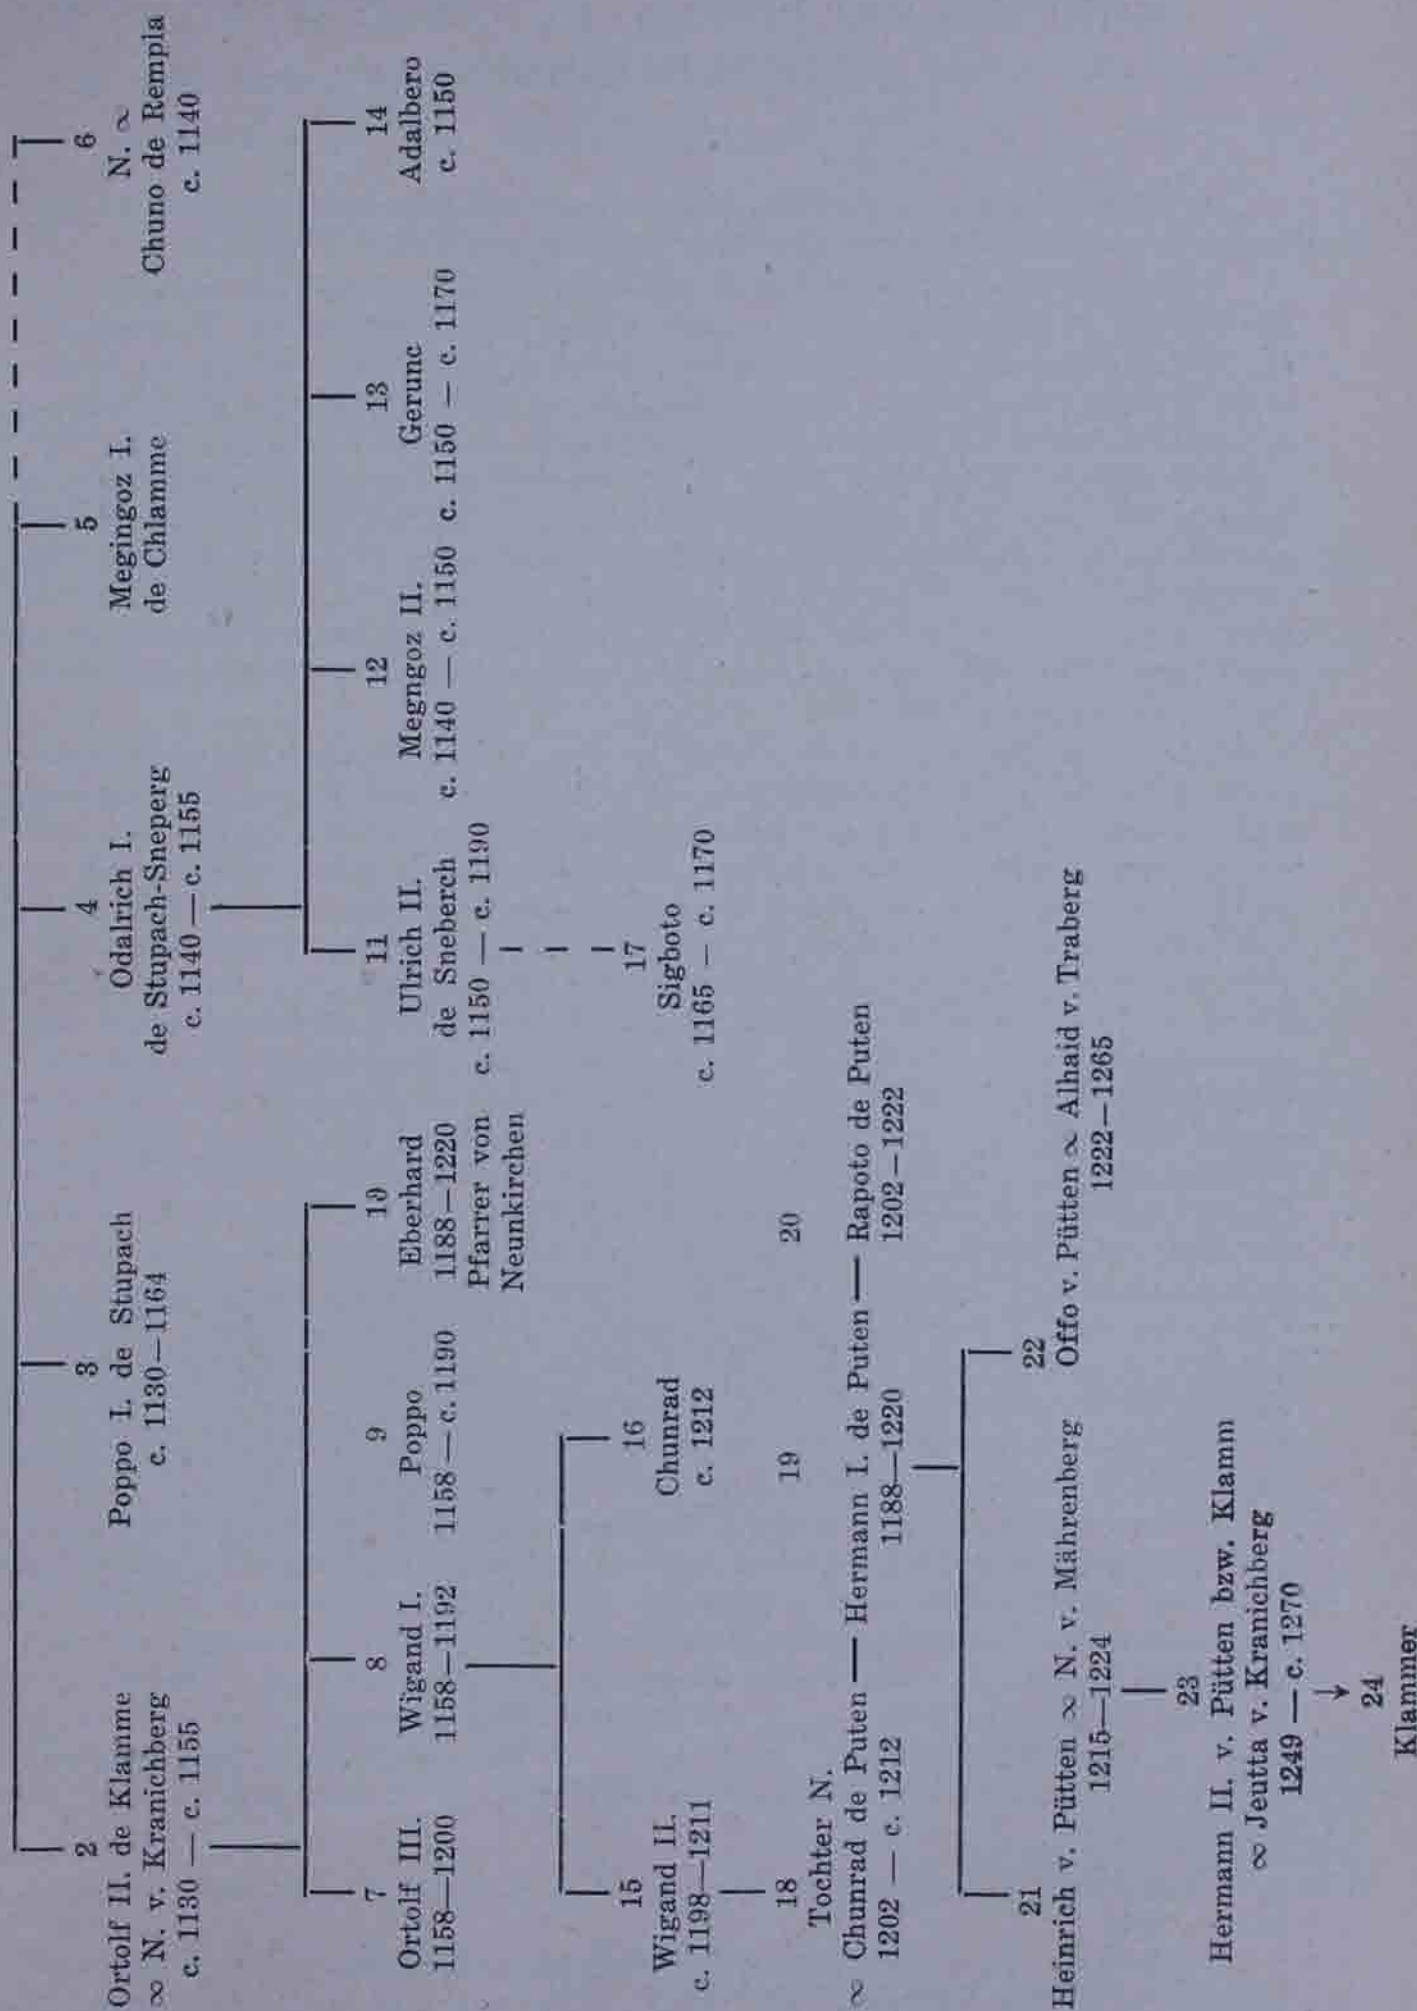 2
Ortolf II. de Klamme
∞ N. v. Kranichberg
c. 1130 — c. 1155
3
Poppo I. de Stupach
c. 1130—1164
4
Odalrich I.
de Stupach-Sneperg
c. 1140 — c. 1155
5
Megingoz I.
de Chlamme
6
N. ∞
Chuno de Rempla
c. 1140
7
Ortolf III.
1158—1200
8
Wigand I.
1158—1192
9
Poppo
1158 — c. 1190
10
Eberhard
1188—1220
Pfarrer von
Neunkirchen
11
Ulrich II.
de Sneberch
c. 1150 — c. 1190
12
Megngoz II.
c. 1140 — c. 1150
13
Gerunc
c. 1150 — c. 1170
14
Adalbero
c. 1150
15
Wigand II.
c. 1198—1211
16
Chunrad
c. 1212
17
Sigboto
c. 1165 — c. 1170
18
Tochter N.
19
20
∞ Chunrad de Puten — Hermann I. de Puten — Rapoto de Puten
1202 — c. 1212
1188—1220
1202—1222
21
Heinrich v. Pütten ∞ N. v. Mährenberg
1215—1224
22
Offo v. Pütten ∞ Alhaid v. Traberg
1222—1265
23
Hermann II. v. Pütten bzw. Klamm
∞ Jeutta v. Kranichberg
1249 — c. 1270
24
Klammer